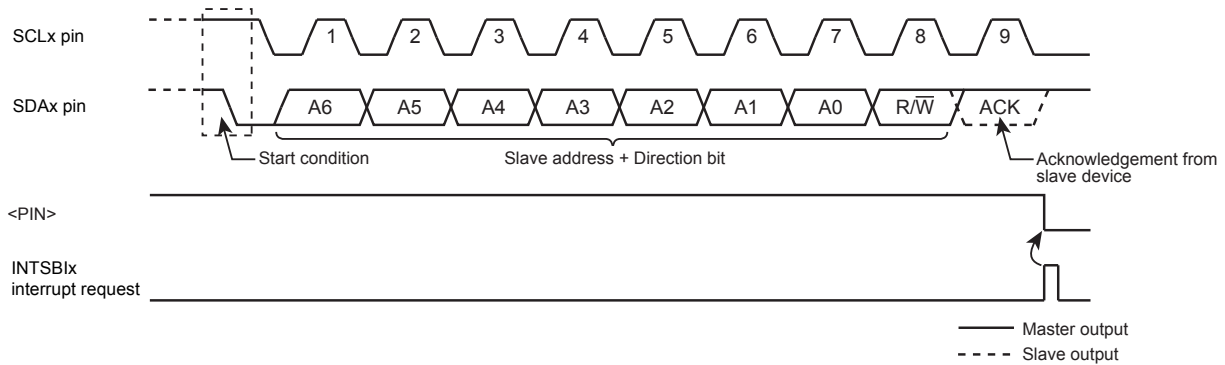 SCLx pin
1 2 3 4 5 6 7 8 9
SDAx pin
A6 A5 A4 A3 A2 A1 A0 R/W̅ ACK
Start condition
Slave address + Direction bit
Acknowledgement from
slave device
<PIN>
INTSBIx
interrupt request
Master output
Slave output